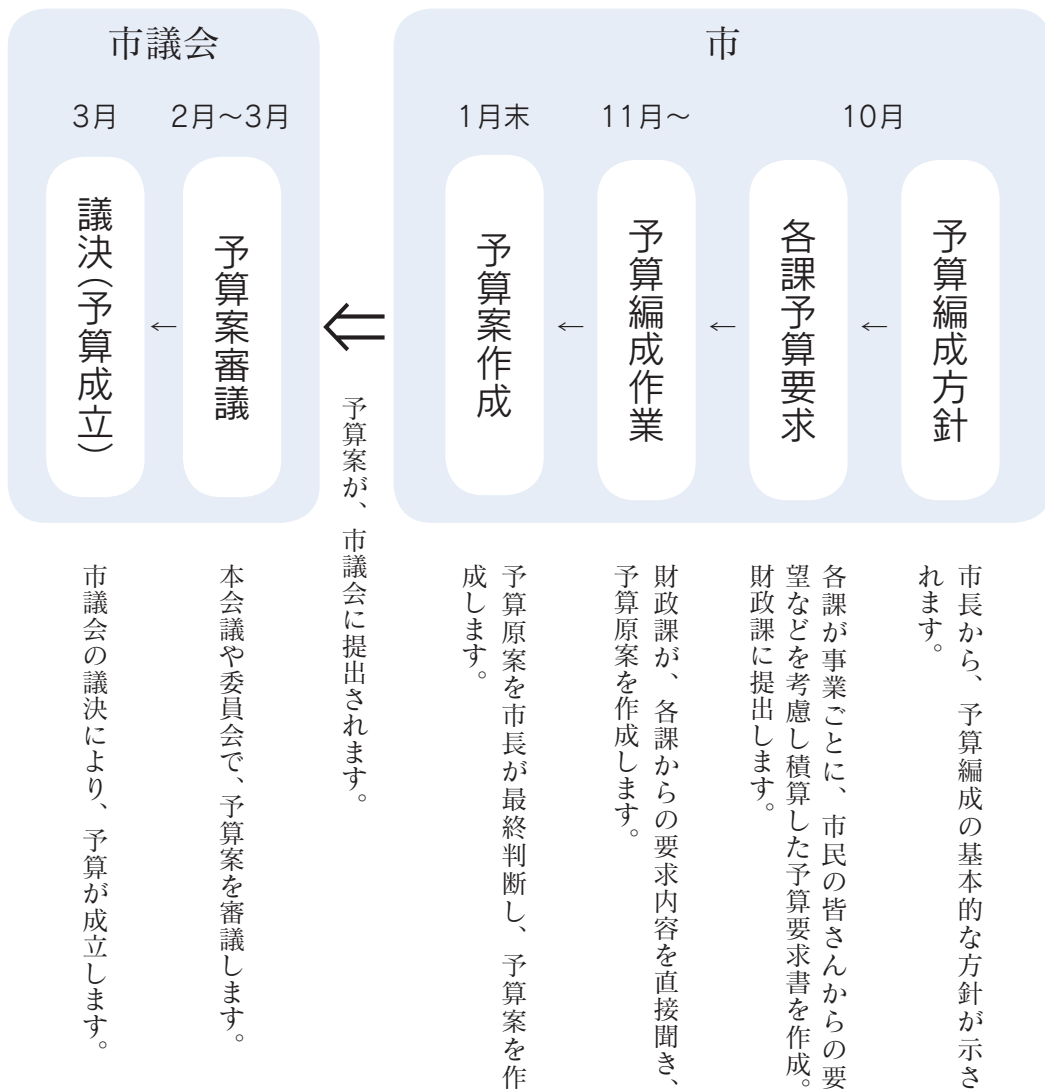 市
10月
予算編成方針
←
各課予算要求
←
11月～
予算編成作業
←
1月末
予算案作成
⇐
市議会
2月～3月
予算案審議
←
3月
議決(予算成立)
市長から、予算編成の基本的な方針が示さ
れます。
各課が事業ごとに、市民の皆さんからの要
望などを考慮し積算した予算要求書を作成。
財政課に提出します。
財政課が、各課からの要求内容を直接聞き、
予算原案を作成します。
予算原案を市長が最終判断し、予算案を作
成します。
予算案が、市議会に提出されます。
本会議や委員会で、予算案を審議します。
市議会の議決により、予算が成立します。